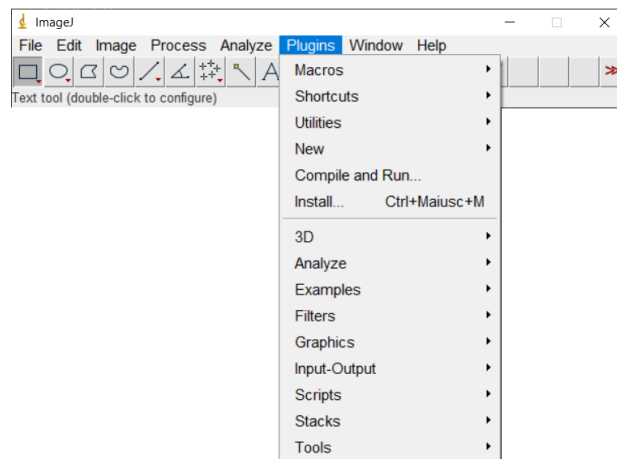 ImageJ
File Edit Image Process Analyze Plugins Window Help
A
Text tool (double-click to configure)
Macros
Shortcuts
Utilities
New
Compile and Run...
Install... Ctrl+Maiusc+M
3D
Analyze
Examples
Filters
Graphics
Input-Output
Scripts
Stacks
Tools